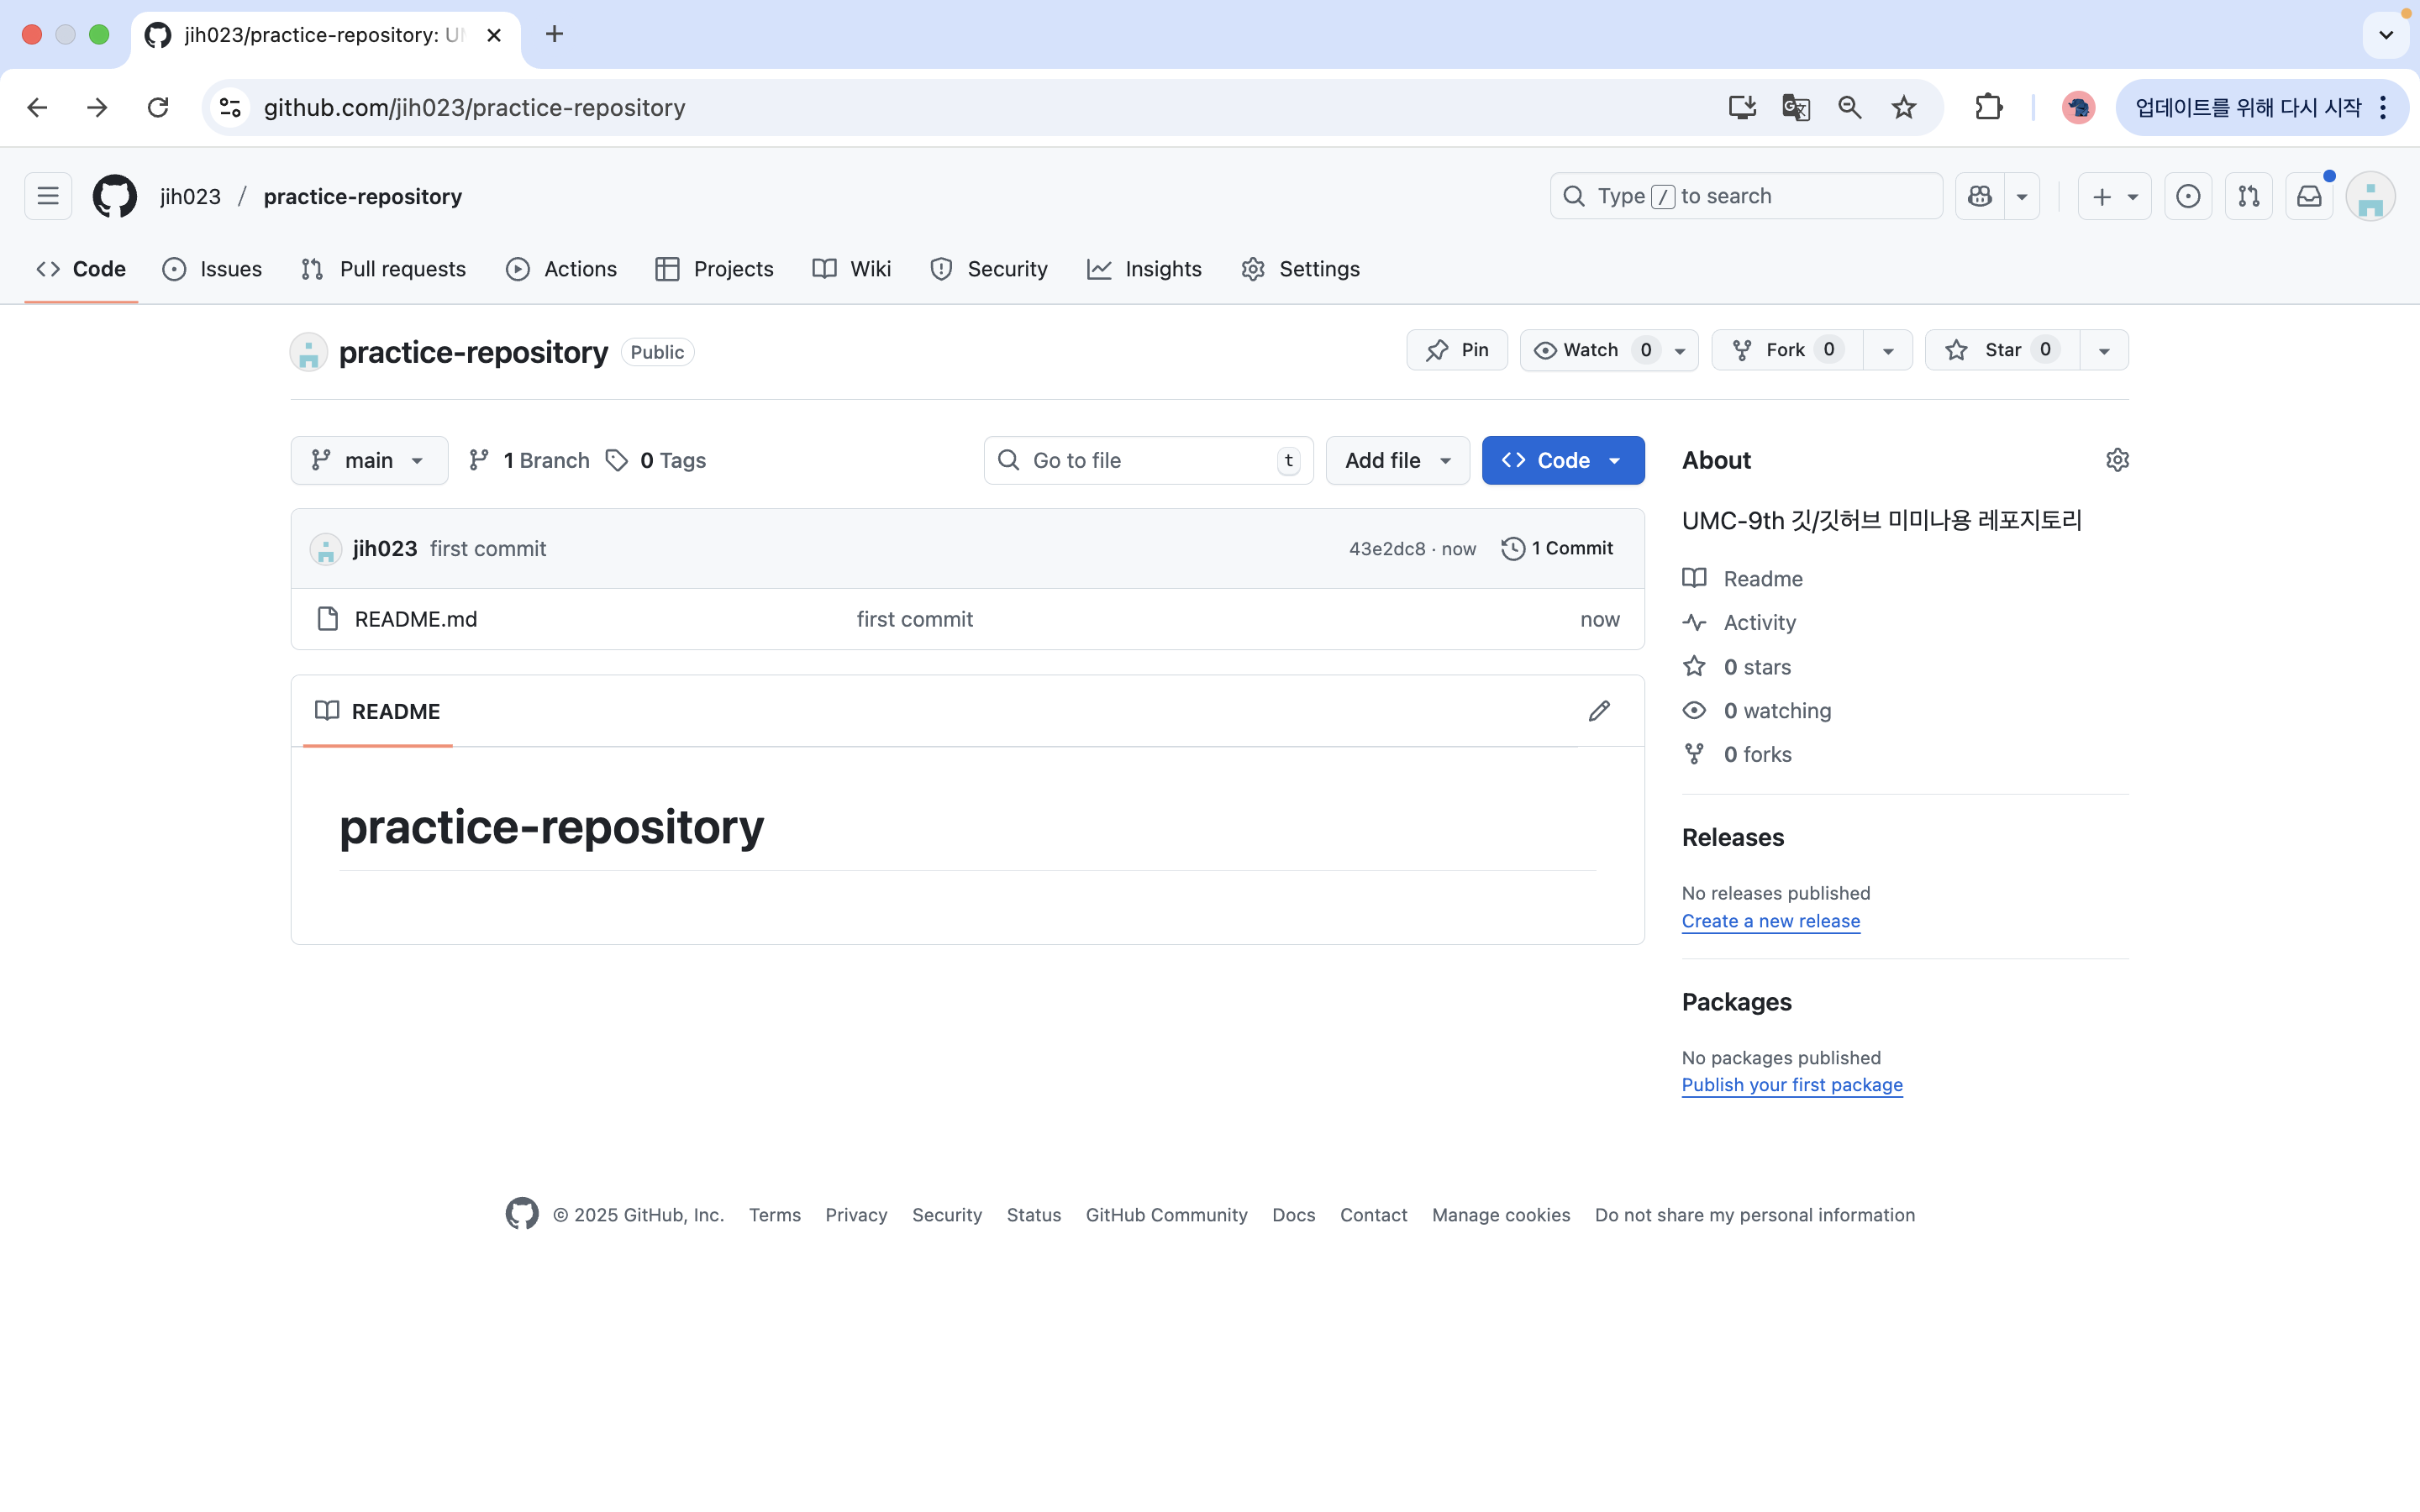 jih023/practice-repository: UM
github.com/jih023/practice-repository
업데이트를 위해 다시 시작
jih023 / practice-repository
Type / to search
Code Issues Pull requests Actions Projects Wiki Security Insights Settings
practice-repository Public
Pin Watch 0 Fork 0 Star 0
main 1 Branch 0 Tags Go to file t Add file Code
jih023 first commit 43e2dc8 · now 1 Commit
README.md first commit now
README
practice-repository
About
UMC-9th 깃/깃허브 미미나용 레포지토리
Readme
Activity
0 stars
0 watching
0 forks
Releases
No releases published
Create a new release
Packages
No packages published
Publish your first package
© 2025 GitHub, Inc. Terms Privacy Security Status GitHub Community Docs Contact Manage cookies Do not share my personal information